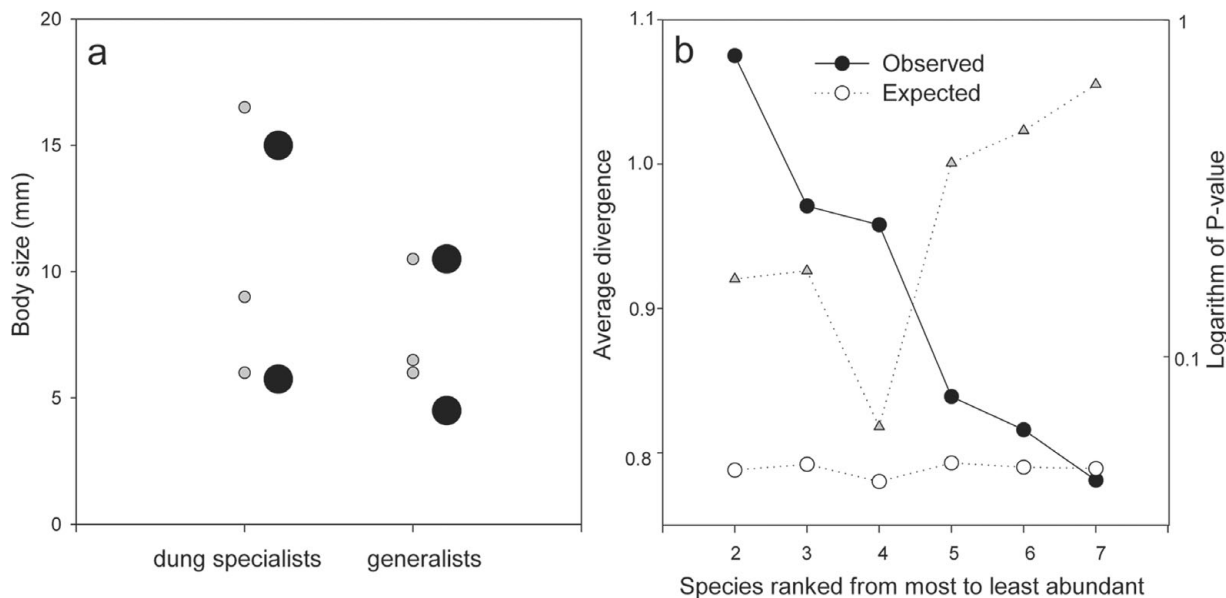 a
20
15
10
5
0
Body size (mm)
dung specialists
generalists
b
Observed
Expected
1.1
1.0
0.9
0.8
Average divergence
1
0.1
Logarithm of P-value
2 3 4 5 6 7
Species ranked from most to least abundant